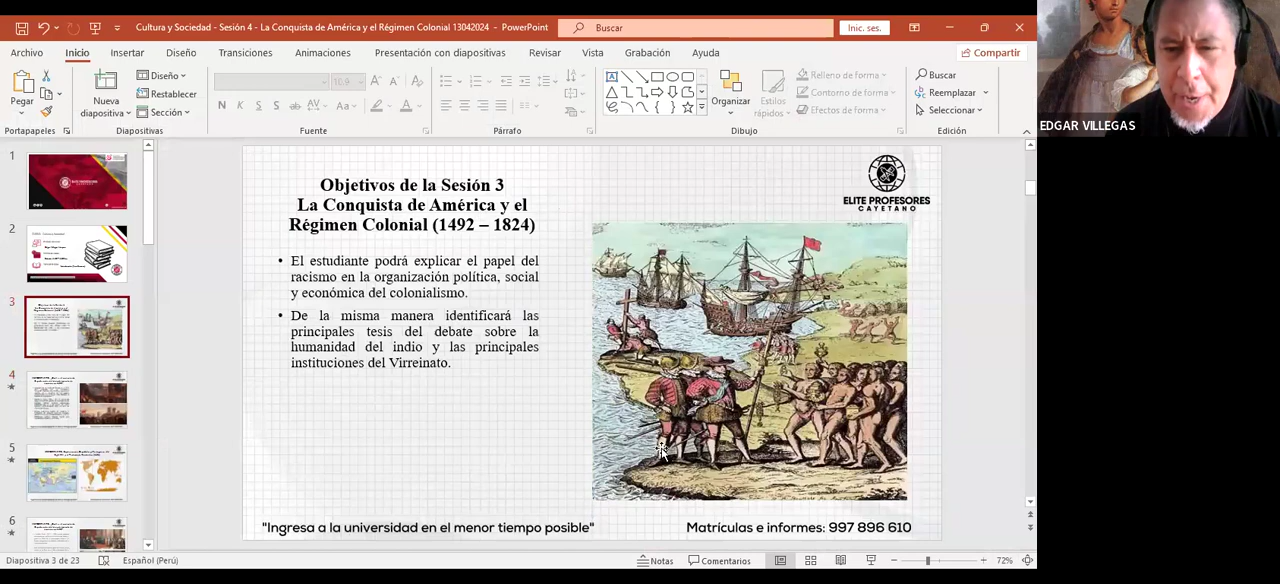 Cultura y Sociedad - Sesión 4 - La Conquista de América y el Régimen Colonial 13042024 - PowerPoint
Buscar
Inic. ses.
Archivo Inicio Insertar Diseño Transiciones Animaciones Presentación con diapositivas Revisar Vista Grabación Ayuda
Compartir
Pegar
Nueva diapositiva
Diseño
Restablecer
Sección
Organizar
Estilos rápidos
Relleno de forma
Contorno de forma
Efectos de forma
Buscar
Reemplazar
Seleccionar
Portapapeles Diapositivas Fuente Párrafo Dibujo Edición
EDGAR VILLEGAS
1
2
3
4
5
6
Objetivos de la Sesión 3
La Conquista de América y el
Régimen Colonial (1492 – 1824)
• El estudiante podrá explicar el papel del
racismo en la organización política, social
y económica del colonialismo.
• De la misma manera identificará las
principales tesis del debate sobre la
humanidad del indio y las principales
instituciones del Virreinato.
ELITE PROFESORES
CAYETANO
"Ingresa a la universidad en el menor tiempo posible"
Matrículas e informes: 997 896 610
Diapositiva 3 de 23 Español (Perú) Notas Comentarios 72%